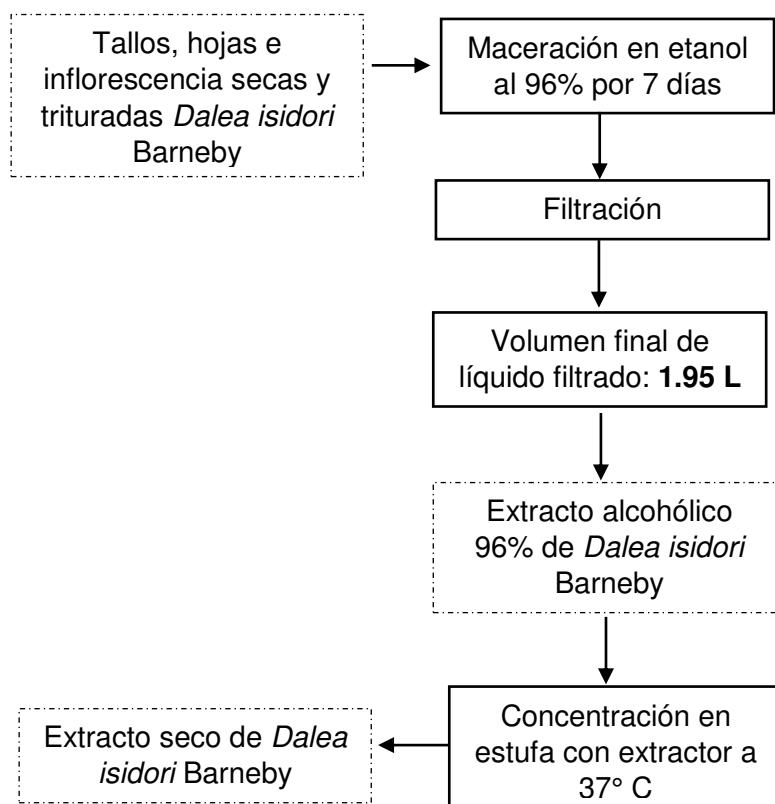 Tallos, hojas e
inflorescencia secas y
trituradas Dalea isidori
Barneby
Maceración en etanol
al 96% por 7 días
Filtración
Volumen final de
líquido filtrado: 1.95 L
Extracto alcohólico
96% de Dalea isidori
Barneby
Concentración en
estufa con extractor a
37° C
Extracto seco de Dalea
isidori Barneby